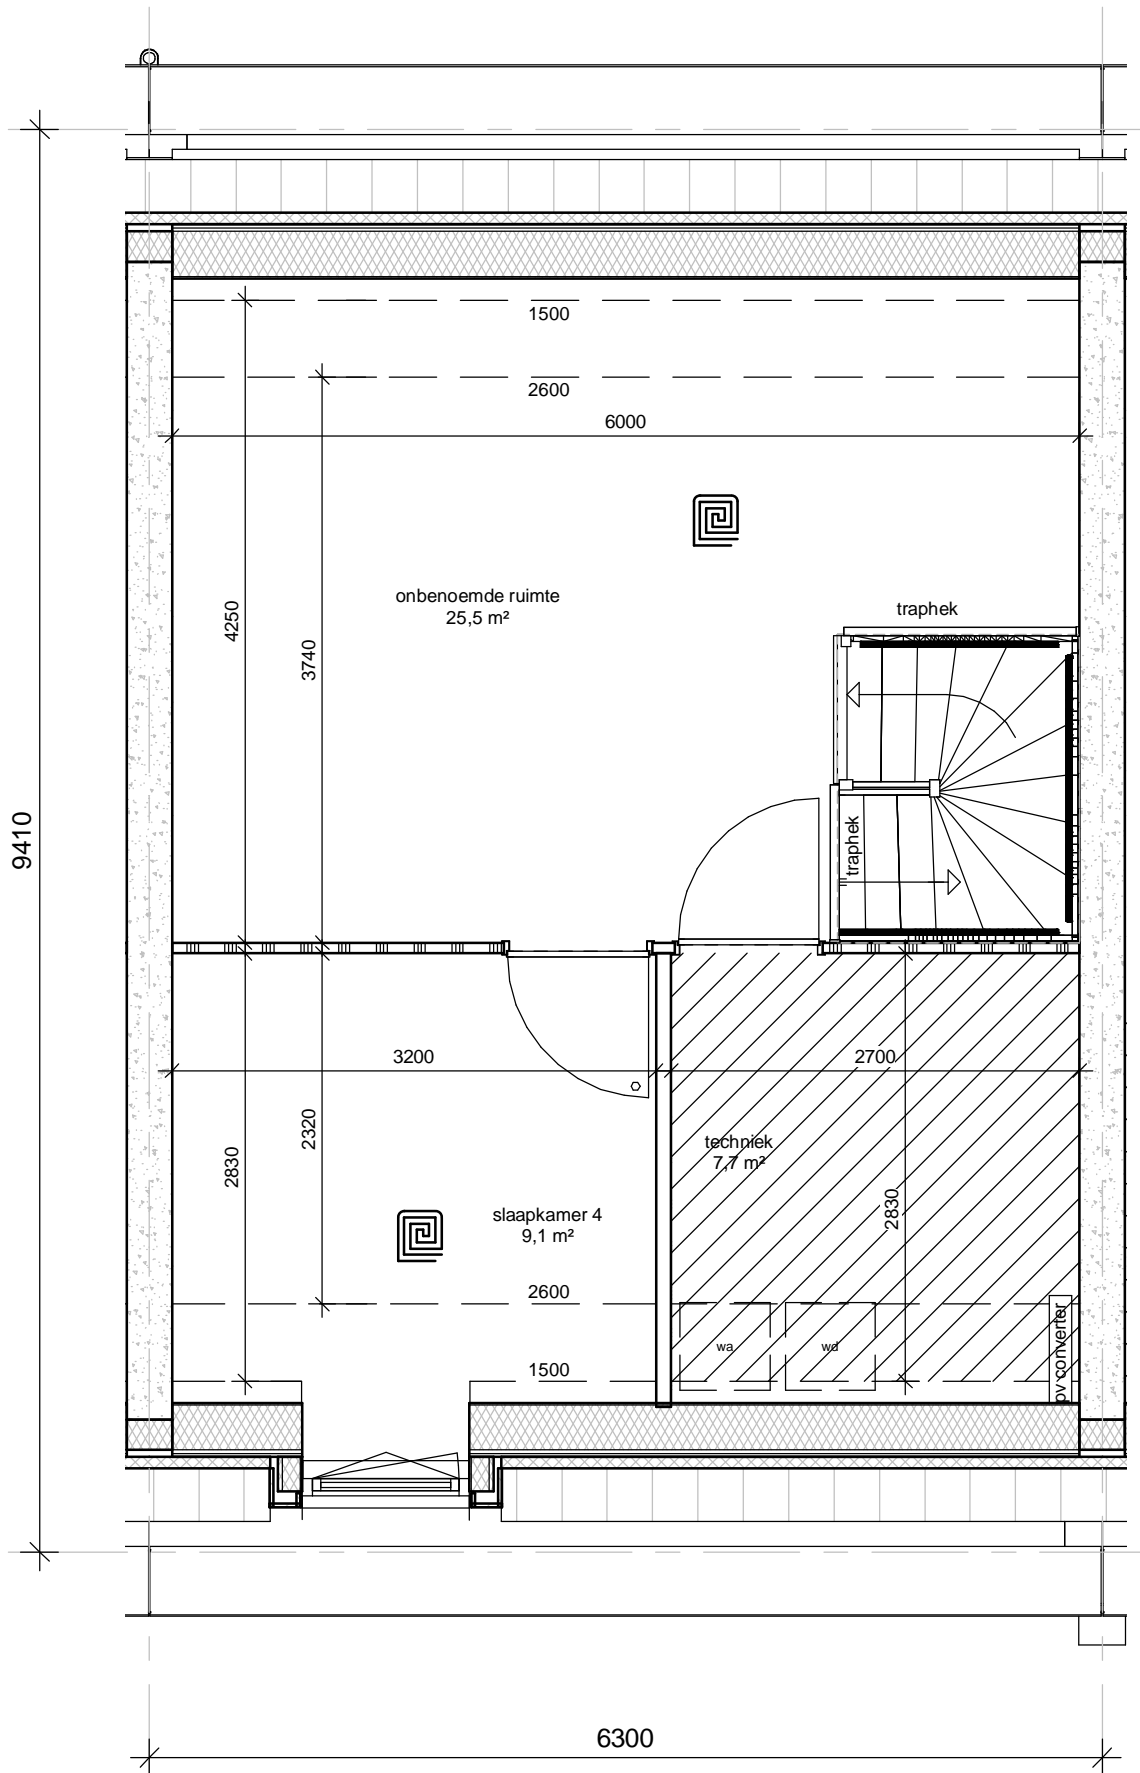 1500
2600
6000
onbenoemde ruimte
25,5 m²
traphek
4250
3740
traphek
9410
3200
2700
2320
2830
techniek
7,7 m²
2830
slaapkamer 4
9,1 m²
2600
wa
wd
pv converter
1500
6300